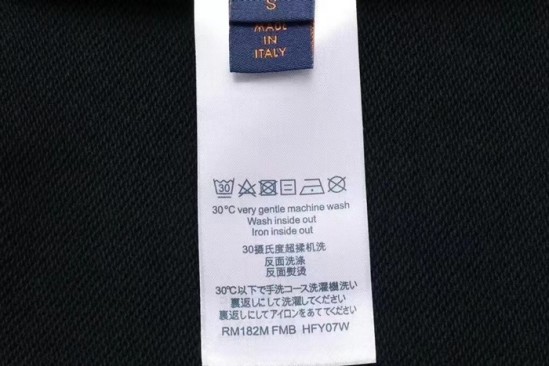 S
MADE
IN
ITALY
30
30°C very gentle machine wash
Wash inside out
Iron inside out
30摄氏度超揉机洗
反面洗涤
反面熨烫
30℃以下で手洗コース洗濯機洗い
裏返しにして洗濯してください
裏返しにしてアイロンをあててください
RM182M FMB HFY07W